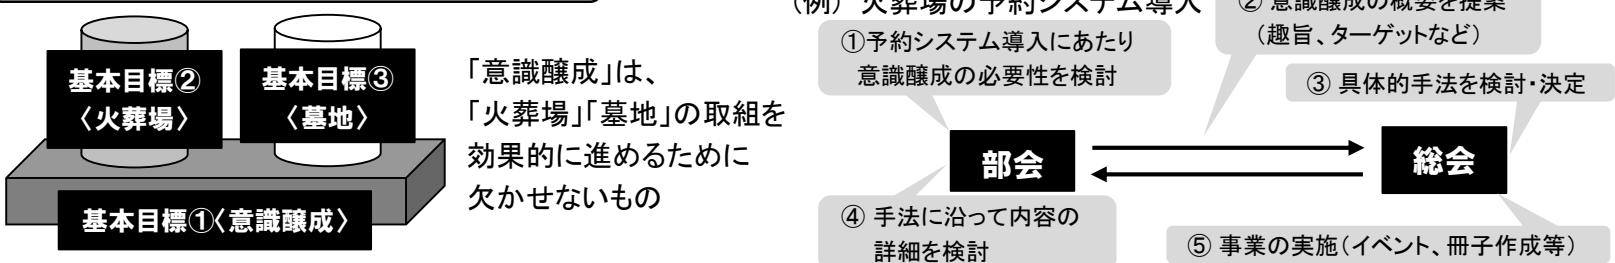 基本目標②
〈火葬場〉
基本目標③
〈墓地〉
基本目標①〈意識醸成〉
「意識醸成」は、
「火葬場」「墓地」の取組を
効果的に進めるために
欠かせないもの
（例）火葬場の予約システム導入
①予約システム導入にあたり
意識醸成の必要性を検討
② 意識醸成の概要を提案
（趣旨、ターゲットなど）
③ 具体的手法を検討・決定
部会
総会
④ 手法に沿って内容の
詳細を検討
⑤ 事業の実施（イベント、冊子作成等）